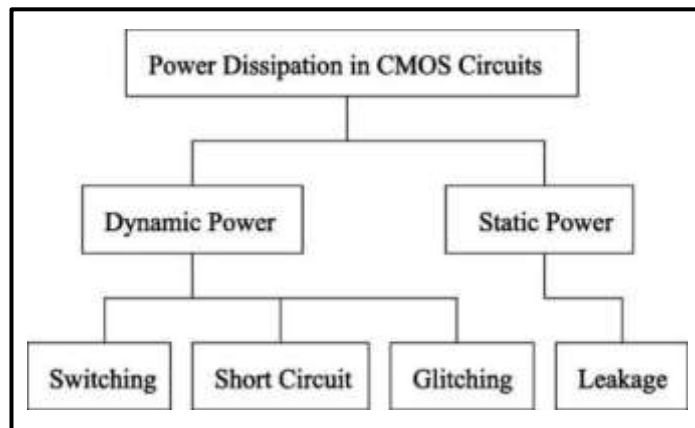 Power Dissipation in CMOS Circuits
Dynamic Power
Static Power
Switching
Short Circuit
Glitching
Leakage